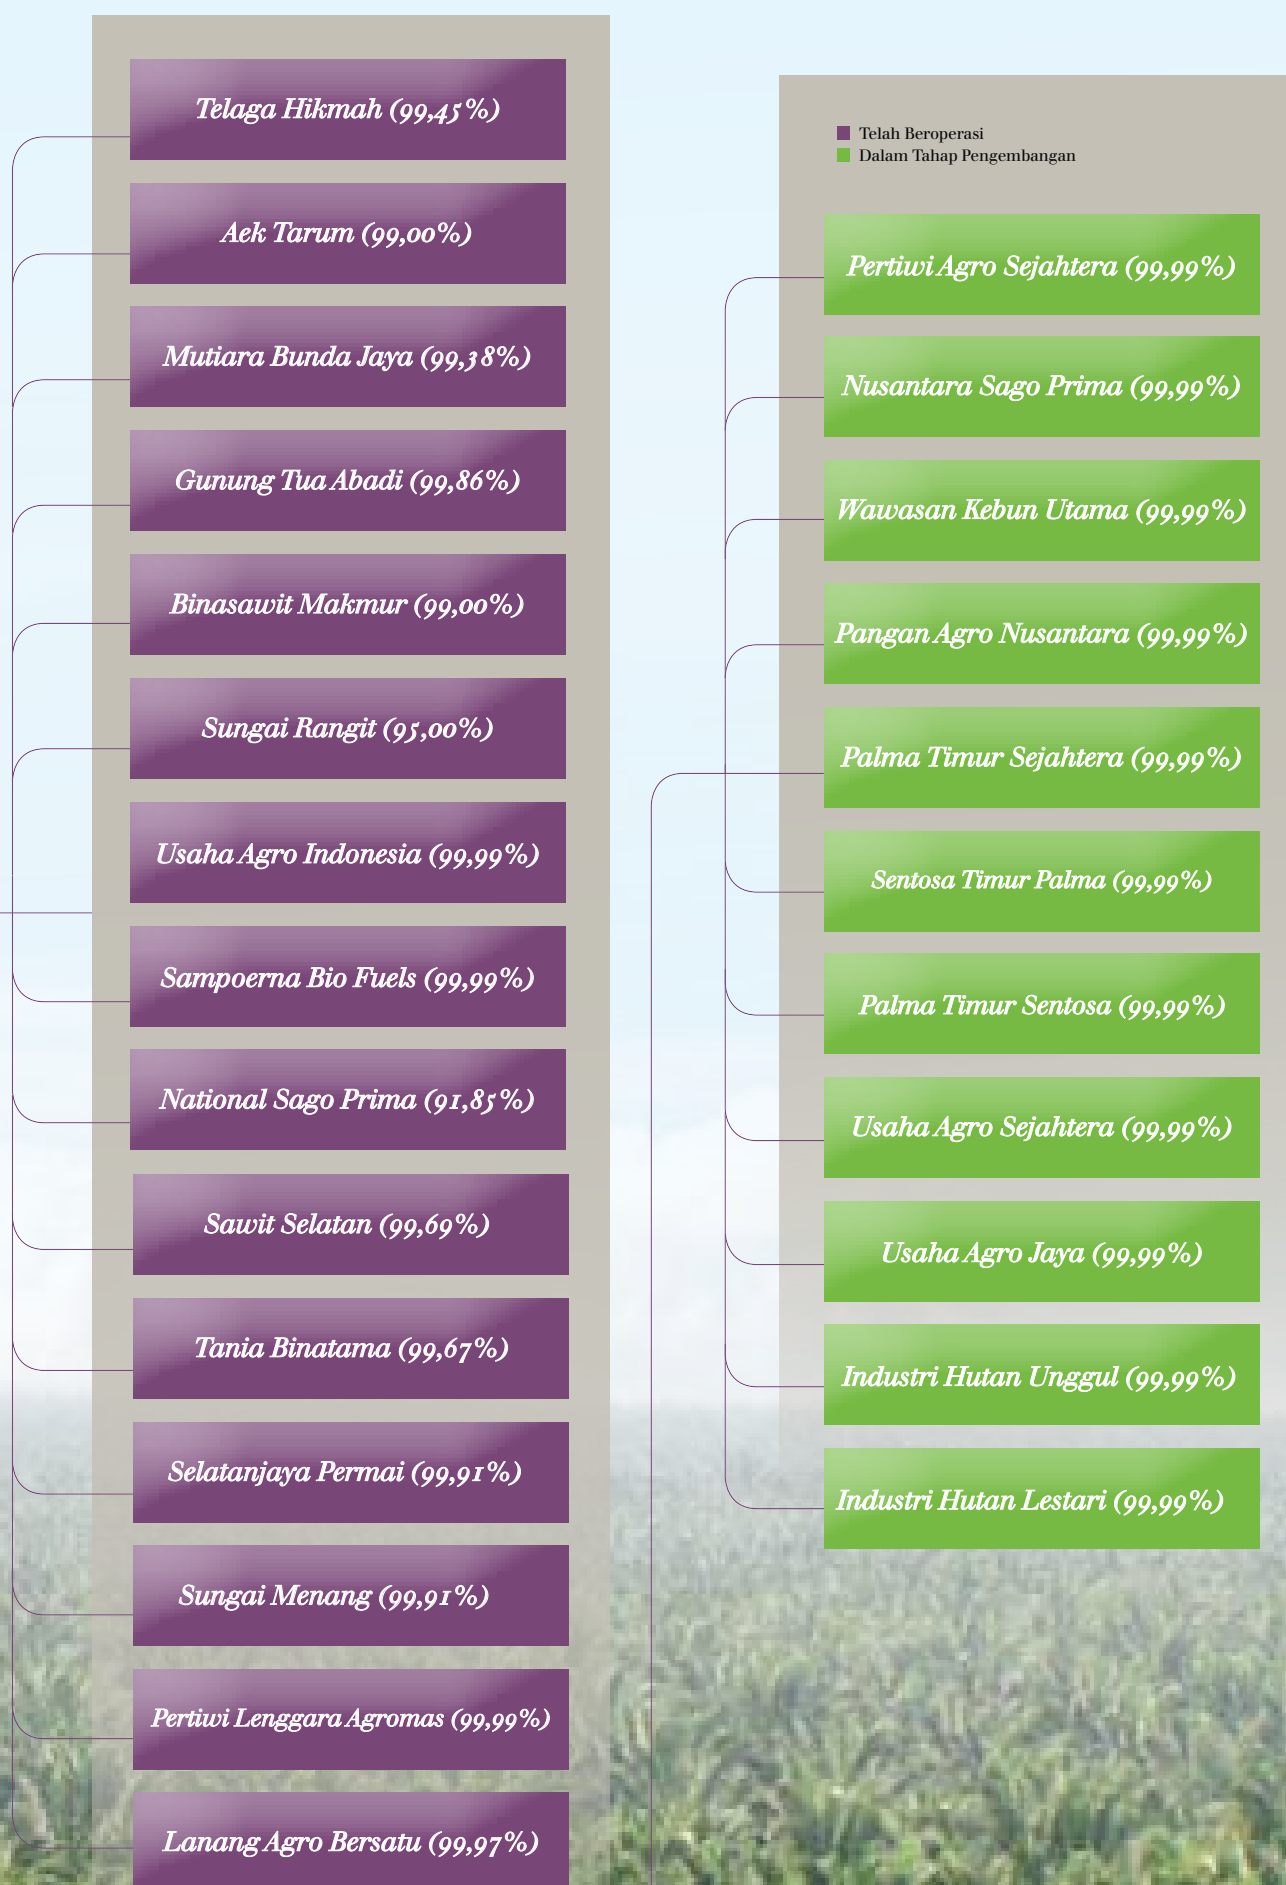 Telaga Hikmah (99,45%)
Aek Tarum (99,00%)
Mutiara Bunda Jaya (99,38%)
Gunung Tua Abadi (99,86%)
Binasawit Makmur (99,00%)
Sungai Rangit (95,00%)
Usaha Agro Indonesia (99,99%)
Sampoerna Bio Fuels (99,99%)
National Sago Prima (91,85%)
Sawit Selatan (99,69%)
Tania Binatama (99,67%)
Selatanjaya Permai (99,91%)
Sungai Menang (99,91%)
Pertiwi Lenggara Agromas (99,99%)
Lanang Agro Bersatu (99,97%)
Telah Beroperasi
Dalam Tahap Pengembangan
Pertiwi Agro Sejahtera (99,99%)
Nusantara Sago Prima (99,99%)
Wawasan Kebun Utama (99,99%)
Pangan Agro Nusantara (99,99%)
Palma Timur Sejahtera (99,99%)
Sentosa Timur Palma (99,99%)
Palma Timur Sentosa (99,99%)
Usaha Agro Sejahtera (99,99%)
Usaha Agro Jaya (99,99%)
Industri Hutan Unggul (99,99%)
Industri Hutan Lestari (99,99%)